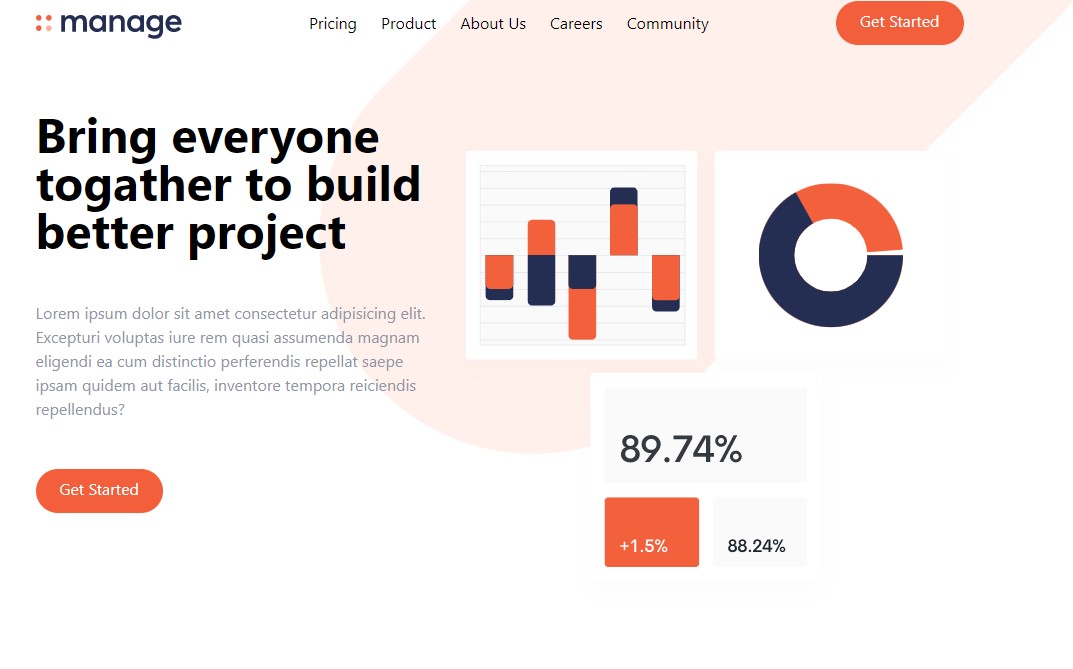 manage
Pricing Product About Us Careers Community
Get Started
Bring everyone
togather to build
better project
Lorem ipsum dolor sit amet consectetur adipisicing elit.
Excepturi voluptas iure rem quasi assumenda magnam
eligendi ea cum distinctio perferendis repellat saepe
ipsam quidem aut facilis, inventore tempora reiciendis
repellendus?
Get Started
89.74%
+1.5%
88.24%